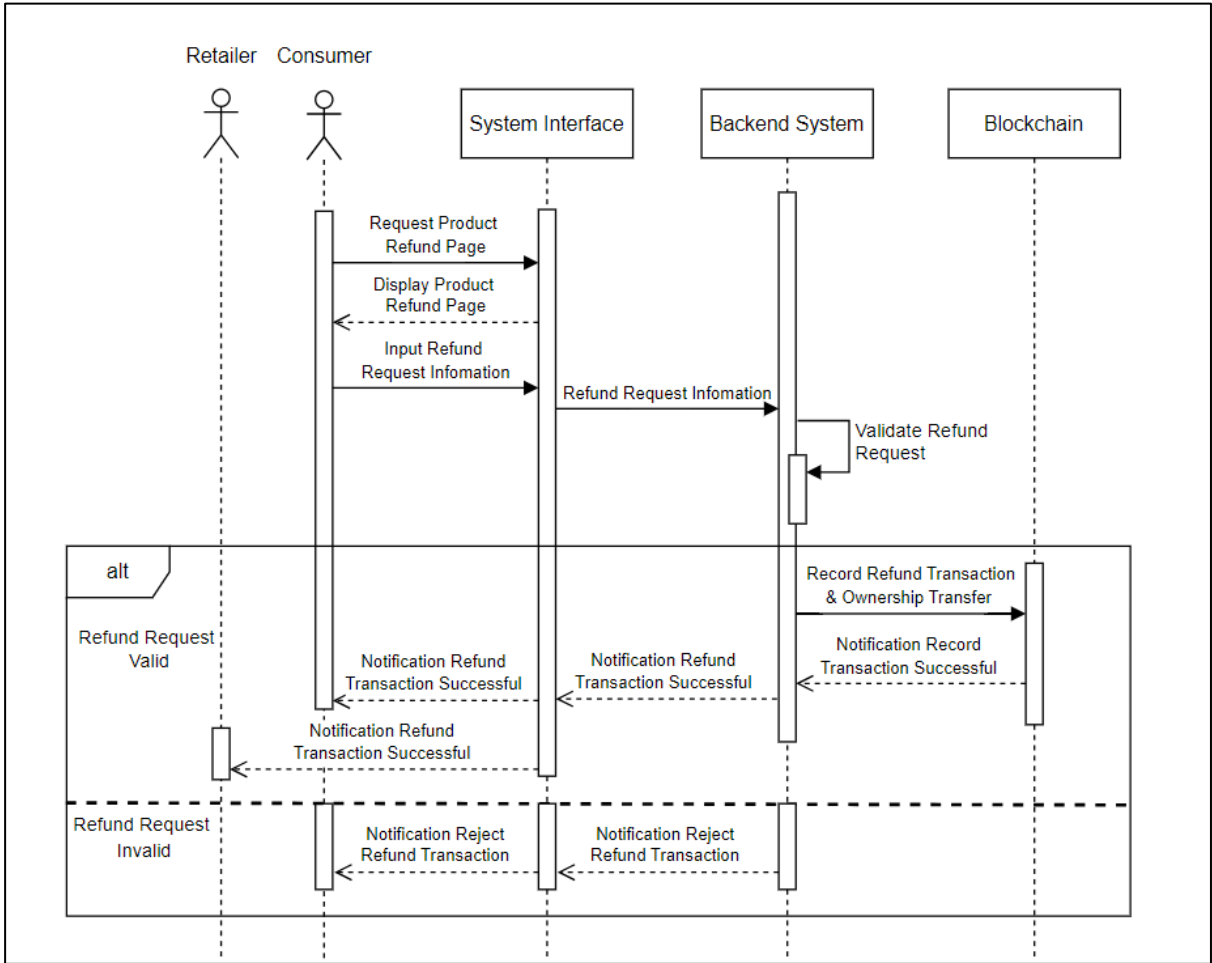 Retailer
Consumer
System Interface
Backend System
Blockchain
Request Product
Refund Page
Display Product
Refund Page
Input Refund
Request Infomation
Refund Request Infomation
Validate Refund
Request
alt
Record Refund Transaction
& Ownership Transfer
Refund Request
Valid
Notification Record
Transaction Successful
Notification Refund
Transaction Successful
Notification Refund
Transaction Successful
Notification Refund
Transaction Successful
Refund Request
Invalid
Notification Reject
Refund Transaction
Notification Reject
Refund Transaction